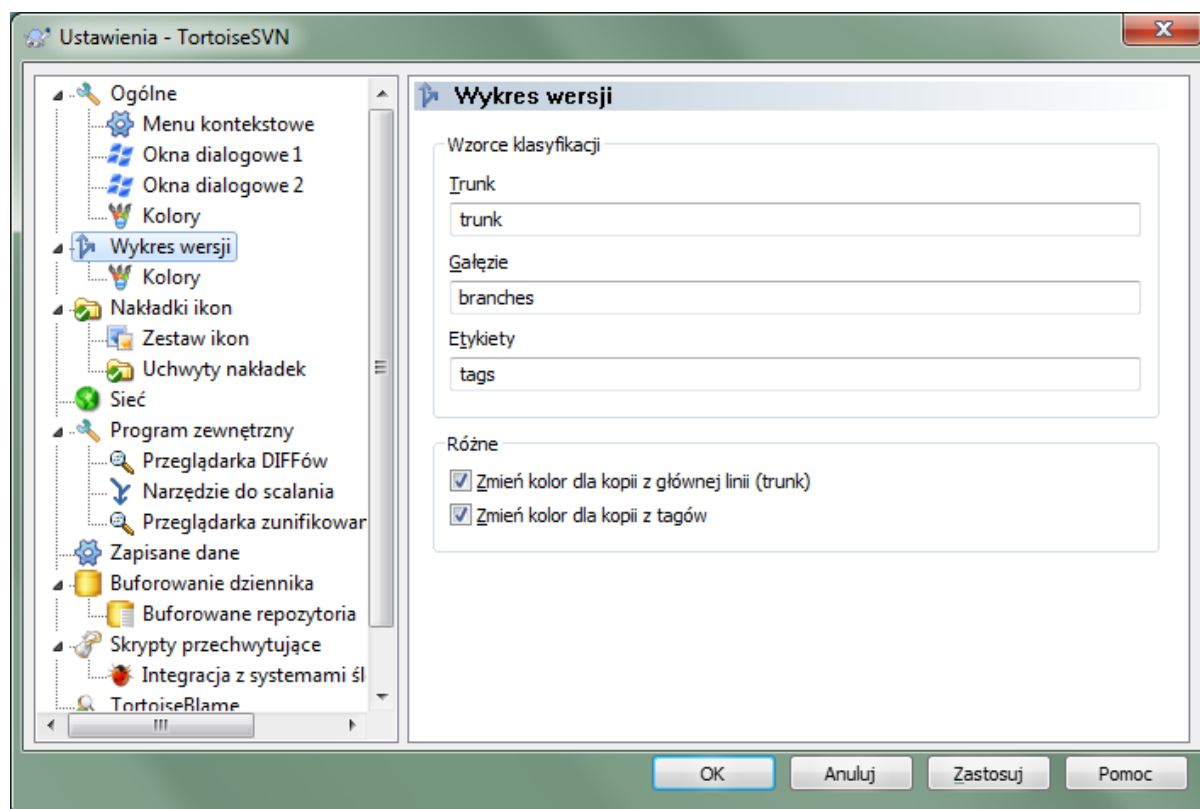 Ustawienia - TortoiseSVN
Ogólne
Menu kontekstowe
Okna dialogowe 1
Okna dialogowe 2
Kolory
Wykres wersji
Kolory
Nakładki ikon
Zestaw ikon
Uchwyty nakładek
Sieć
Program zewnętrzny
Przeglądarka DIFFów
Narzędzie do scalania
Przeglądarka zunifikowan
Zapisane dane
Buforowanie dziennika
Buforowane repozytoria
Skrypty przechwytujące
Integracja z systemami śl
TortoiseBlame
Wykres wersji
Wzorce klasyfikacji
Trunk
trunk
Gałęzie
branches
Etykiety
tags
Różne
Zmień kolor dla kopii z głównej linii (trunk)
Zmień kolor dla kopii z tagów
OK
Anuluj
Zastosuj
Pomoc